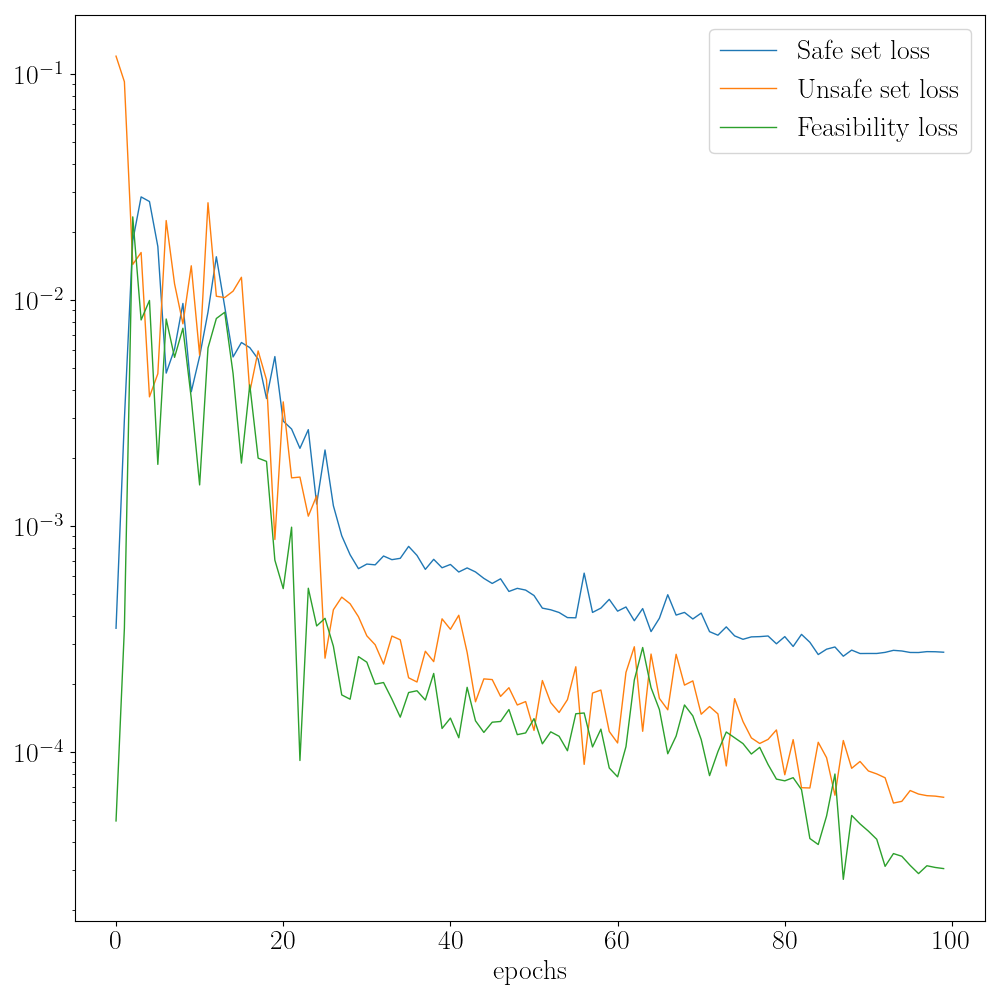 Safe set loss
Unsafe set loss
Feasibility loss
10⁻¹
10⁻²
10⁻³
10⁻⁴
0 20 40 60 80 100
epochs